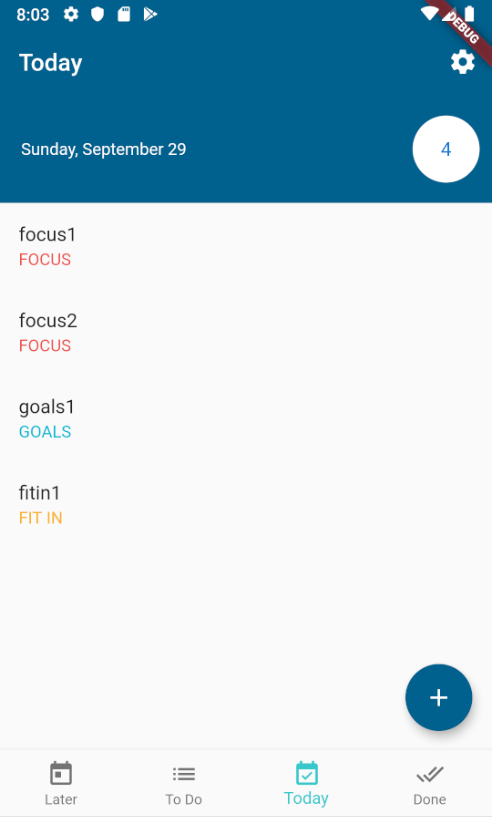 8:03
DEBUG
Today
Sunday, September 29
4
focus1
FOCUS
focus2
FOCUS
goals1
GOALS
fitin1
FIT IN
+
Later
To Do
Today
Done